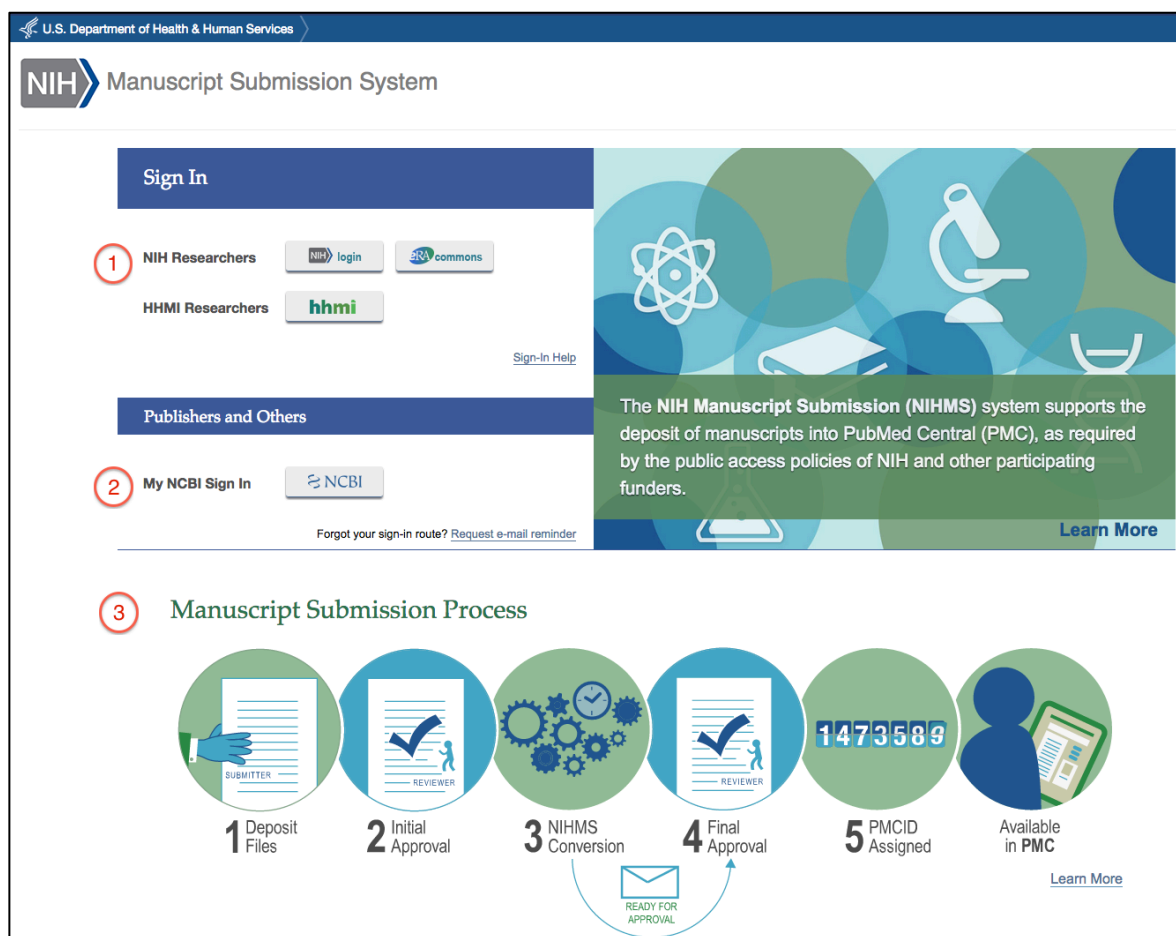 U.S. Department of Health & Human Services
NIH Manuscript Submission System
Sign In
1 NIH Researchers NIH login eRA commons
HHMI Researchers hhmi
Sign-In Help
Publishers and Others
2 My NCBI Sign In NCBI
Forgot your sign-in route? Request e-mail reminder
The NIH Manuscript Submission (NIHMS) system supports the
deposit of manuscripts into PubMed Central (PMC), as required
by the public access policies of NIH and other participating
funders.
Learn More
3 Manuscript Submission Process
SUBMITTER
REVIEWER
REVIEWER
1473589
1 Deposit
Files
2 Initial
Approval
3 NIHMS
Conversion
4 Final
Approval
5 PMCID
Assigned
Available
in PMC
Learn More
READY FOR
APPROVAL